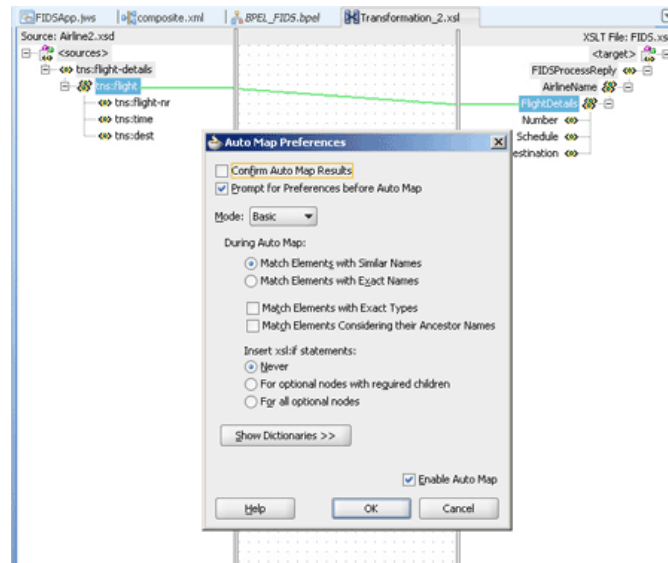 FIDSApp.jws
composite.xml
BPEL_FIDS.bpel
Transformation_2.xsl
Source: Airline2.xsd
XSLT File: FIDS.xs
<sources>
<target>
tns:flight-details
FIDSProcessReply
tns:flight
AirlineName
tns:flight-nr
FlightDetails
tns:time
Number
tns:dest
Schedule
estination
Auto Map Preferences
Confirm Auto Map Results
Prompt for Preferences before Auto Map
Mode: Basic
During Auto Map:
Match Elements with Similar Names
Match Elements with Exact Names
Match Elements with Exact Types
Match Elements Considering their Ancestor Names
Insert xsl:if statements:
Never
For optional nodes with required children
For all optional nodes
Show Dictionaries >>
Enable Auto Map
Help
OK
Cancel